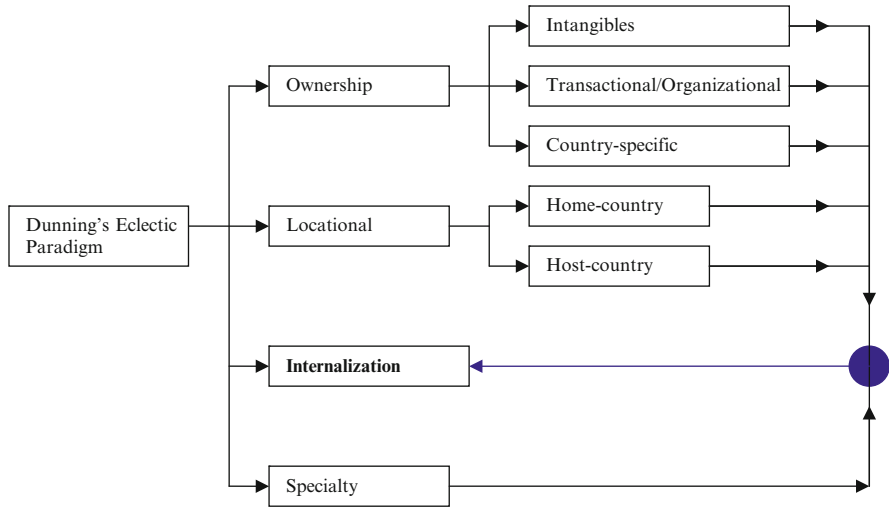 Intangibles
Ownership
Transactional/Organizational
Country-specific
Dunning's Eclectic
Paradigm
Locational
Home-country
Host-country
Internalization
Specialty